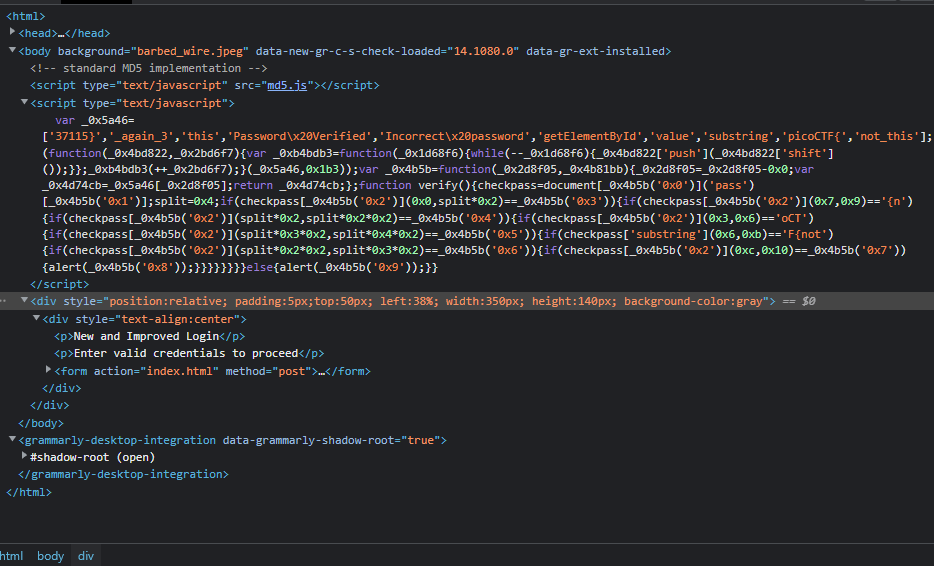 <html>
<head>…</head>
<body background="barbed_wire.jpeg" data-new-gr-c-s-check-loaded="14.1080.0" data-gr-ext-installed>
<!-- standard MD5 implementation -->
<script type="text/javascript" src="md5.js"></script>
<script type="text/javascript">
var _0x5a46=
['37115}','_again_3','this','Password\x20Verified','Incorrect\x20password','getElementById','value','substring','picoCTF{','not_this'];
(function(_0x4bd822,_0x2bd6f7){var _0xb4bdb3=function(_0x1d68f6){while(--_0x1d68f6){_0x4bd822['push'](_0x4bd822['shift']
());}};_0xb4bdb3(++_0x2bd6f7);}(_0x5a46,0x1b3));var _0x4b5b=function(_0x2d8f05,_0x4b81bb){_0x2d8f05=_0x2d8f05-0x0;var
_0x4d74cb=_0x5a46[_0x2d8f05];return _0x4d74cb;};function verify(){checkpass=document[_0x4b5b('0x0')]('pass')
[_0x4b5b('0x1')];split=0x4;if(checkpass[_0x4b5b('0x2')](0x0,split*0x2)==_0x4b5b('0x3')){if(checkpass[_0x4b5b('0x2')](0x7,0x9)=='{n')
{if(checkpass[_0x4b5b('0x2')](split*0x2,split*0x2*0x2)==_0x4b5b('0x4')){if(checkpass[_0x4b5b('0x2')](0x3,0x6)=='oCT')
{if(checkpass[_0x4b5b('0x2')](split*0x3*0x2,split*0x4*0x2)==_0x4b5b('0x5')){if(checkpass['substring'](0x6,0xb)=='F{not')
{if(checkpass[_0x4b5b('0x2')](split*0x2*0x2,split*0x3*0x2)==_0x4b5b('0x6')){if(checkpass[_0x4b5b('0x2')](0xc,0x10)==_0x4b5b('0x7'))
{alert(_0x4b5b('0x8'));}}}}}}}}else{alert(_0x4b5b('0x9'));}}
</script>
<div style="position:relative; padding:5px;top:50px; left:38%; width:350px; height:140px; background-color:gray"> == $0
<div style="text-align:center">
<p>New and Improved Login</p>
<p>Enter valid credentials to proceed</p>
<form action="index.html" method="post">…</form>
</div>
</div>
</body>
<grammarly-desktop-integration data-grammarly-shadow-root="true">
#shadow-root (open)
</grammarly-desktop-integration>
</html>
html body div